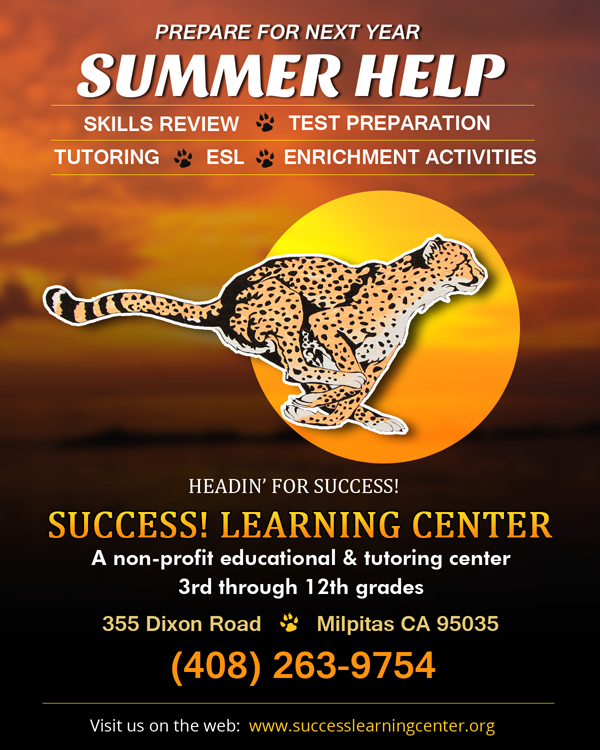 PREPARE FOR NEXT YEAR
SUMMER HELP
SKILLS REVIEW TEST PREPARATION
TUTORING ESL ENRICHMENT ACTIVITIES
HEADIN' FOR SUCCESS!
SUCCESS! LEARNING CENTER
A non-profit educational & tutoring center
3rd through 12th grades
355 Dixon Road Milpitas CA 95035
(408) 263-9754
Visit us on the web: www.successlearningcenter.org